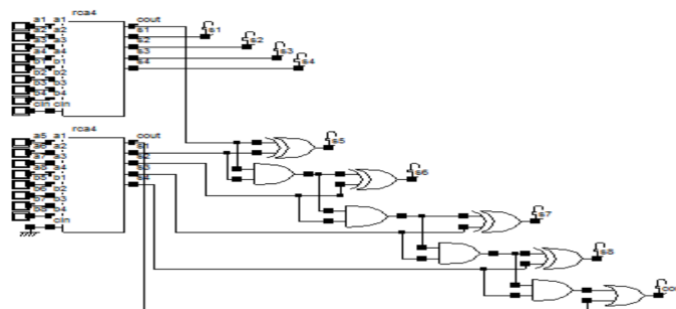 rca4
a1 a1 cout
a2 a2 s1 s1
a3 a3 s2 s2
a4 a4 s3 s3
b1 b1 s4 s4
b2 b2
b3 b3
b4 b4
cin cin
rca4
a5 a1 cout
a6 a2 s1 s5
a7 a3 s2
a8 a4 s3 s6
b5 b1 s4
b6 b2
b7 b3 s7
b8 b4
cin
s8